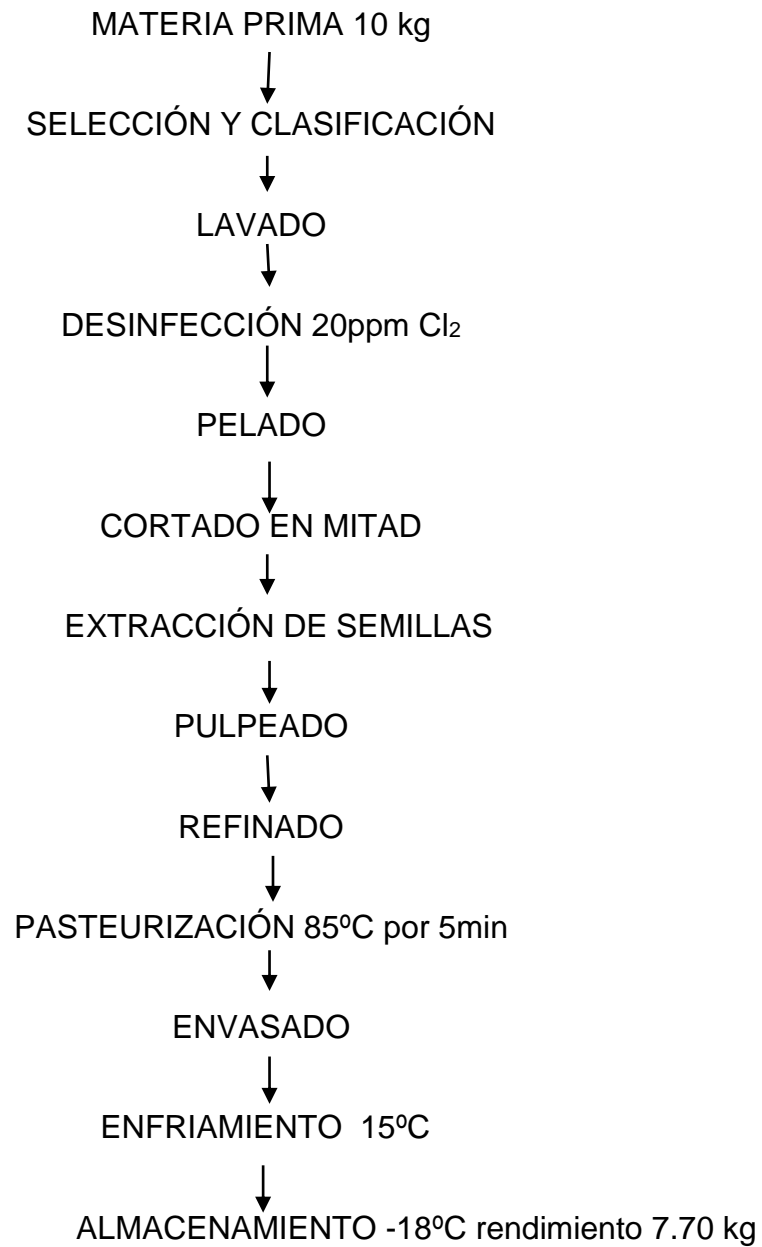 MATERIA PRIMA 10 kg
SELECCIÓN Y CLASIFICACIÓN
LAVADO
DESINFECCIÓN 20ppm Cl₂
PELADO
CORTADO EN MITAD
EXTRACCIÓN DE SEMILLAS
PULPEADO
REFINADO
PASTEURIZACIÓN 85ºC por 5min
ENVASADO
ENFRIAMIENTO 15ºC
ALMACENAMIENTO -18ºC rendimiento 7.70 kg